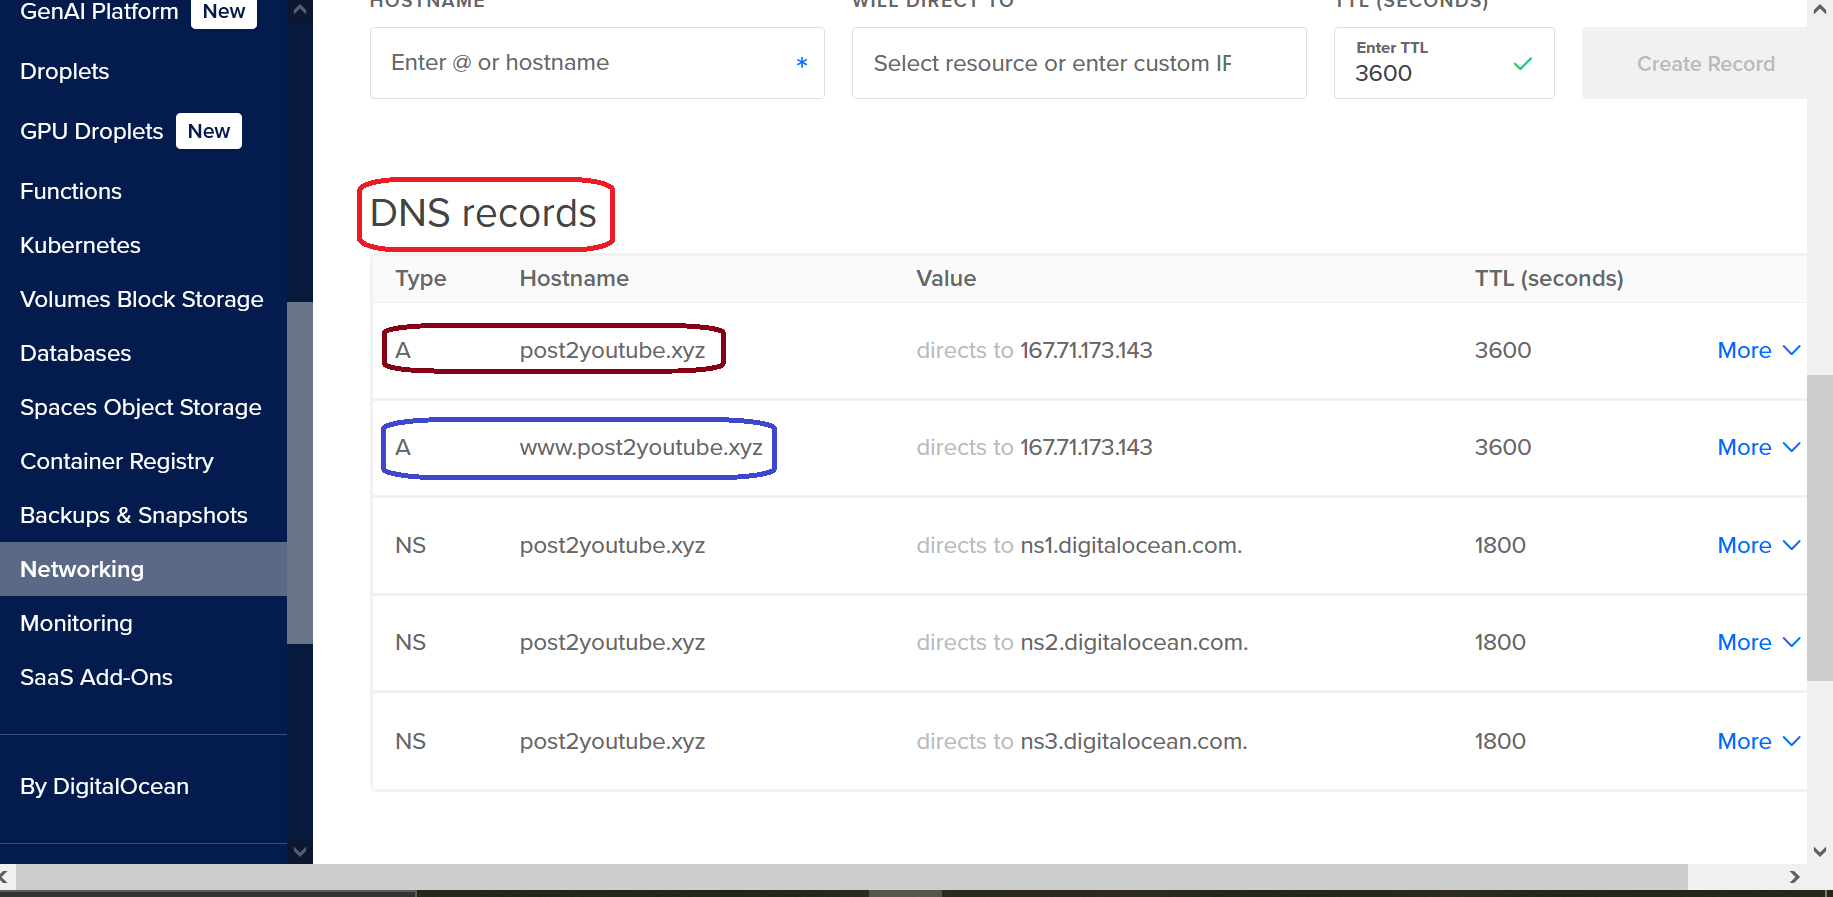 GenAI Platform New
Droplets
GPU Droplets New
Functions
Kubernetes
Volumes Block Storage
Databases
Spaces Object Storage
Container Registry
Backups & Snapshots
Networking
Monitoring
SaaS Add-Ons
By DigitalOcean
HOSTNAME WILL DIRECT TO TTL (SECONDS)
Enter @ or hostname * Select resource or enter custom IP Enter TTL
3600 Create Record
DNS records
Type Hostname Value TTL (seconds)
A post2youtube.xyz directs to 167.71.173.143 3600 More
A www.post2youtube.xyz directs to 167.71.173.143 3600 More
NS post2youtube.xyz directs to ns1.digitalocean.com. 1800 More
NS post2youtube.xyz directs to ns2.digitalocean.com. 1800 More
NS post2youtube.xyz directs to ns3.digitalocean.com. 1800 More